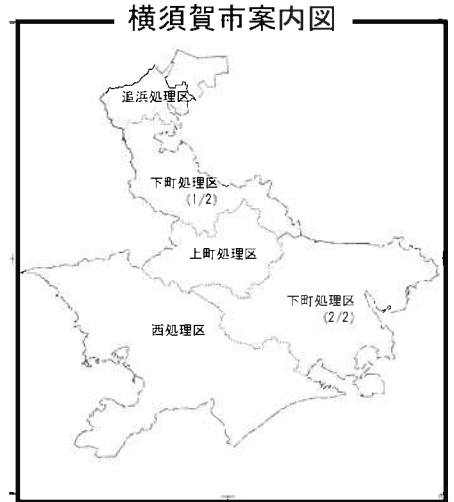 横須賀市案内図
追浜処理区
下町処理区
(1/2)
上町処理区
下町処理区
(2/2)
西処理区